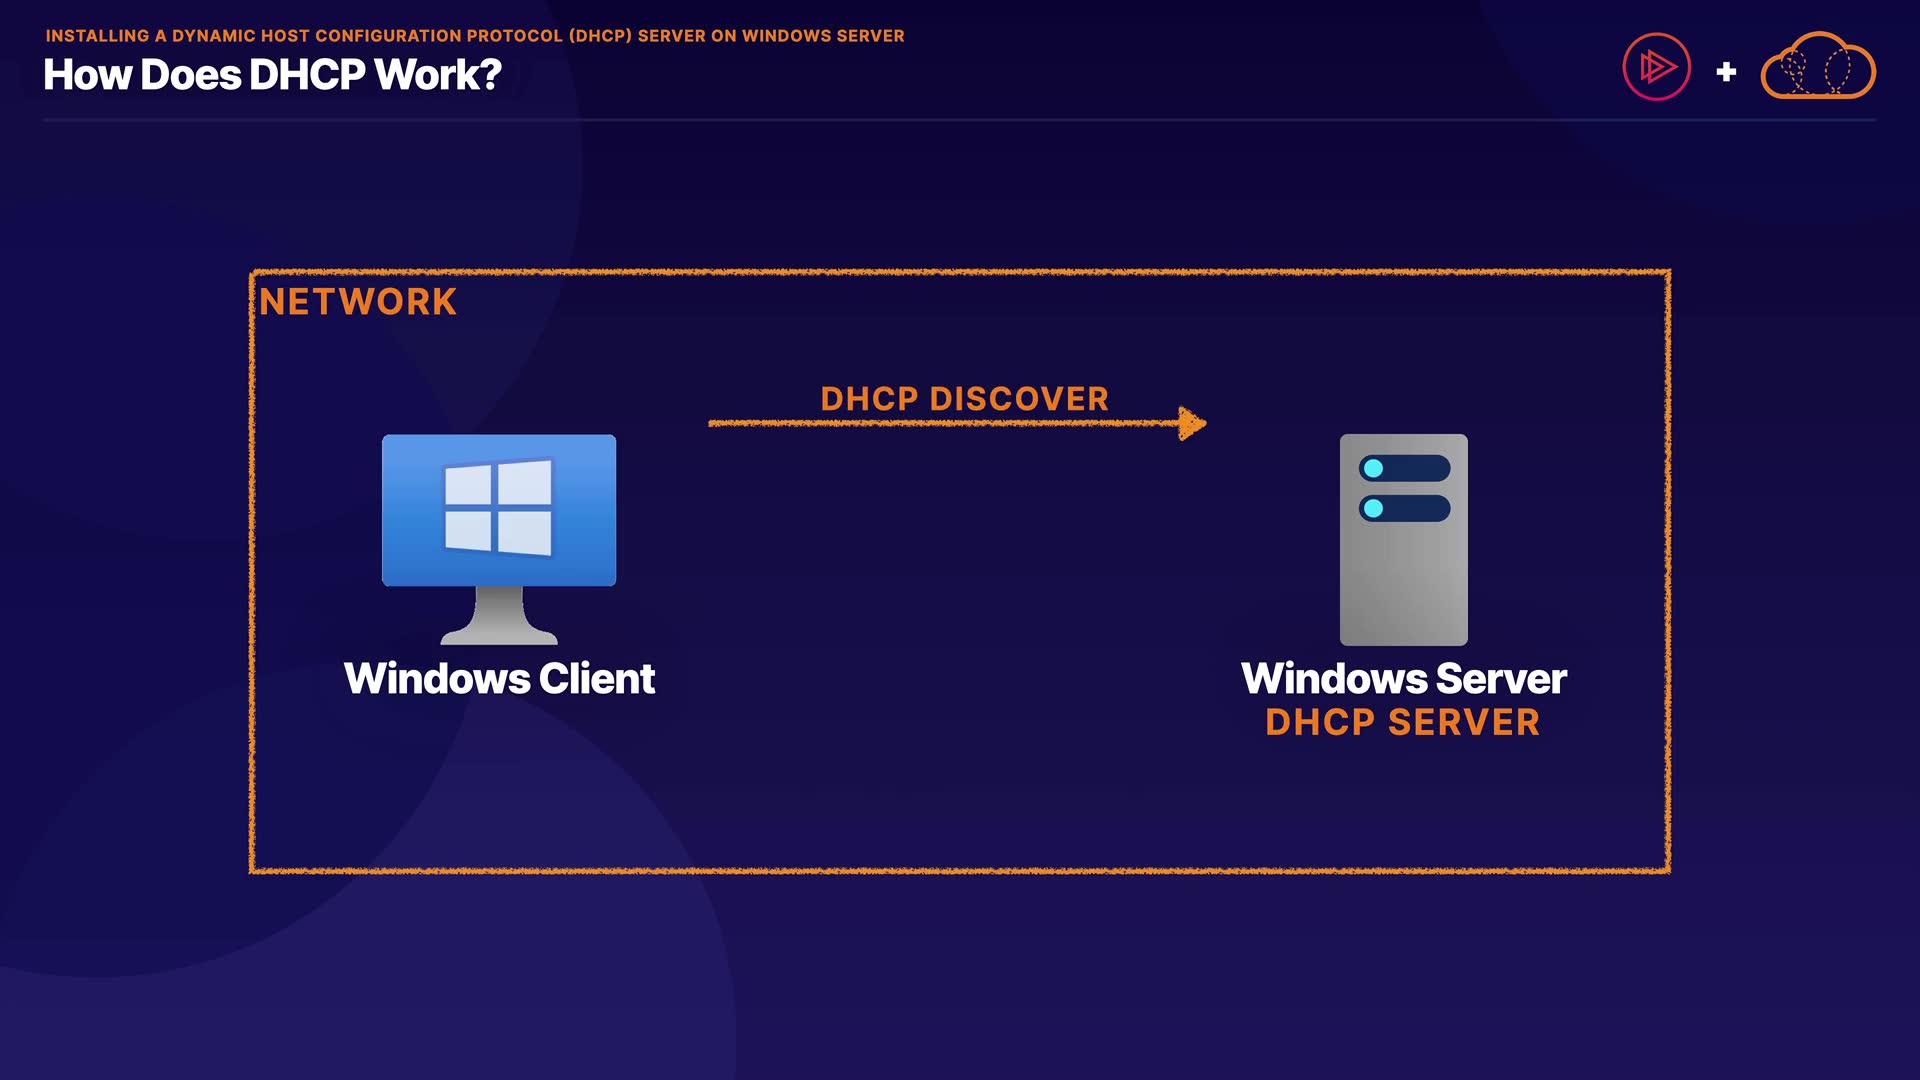 INSTALLING A DYNAMIC HOST CONFIGURATION PROTOCOL (DHCP) SERVER ON WINDOWS SERVER
How Does DHCP Work?
NETWORK
DHCP DISCOVER
Windows Client
Windows Server
DHCP SERVER